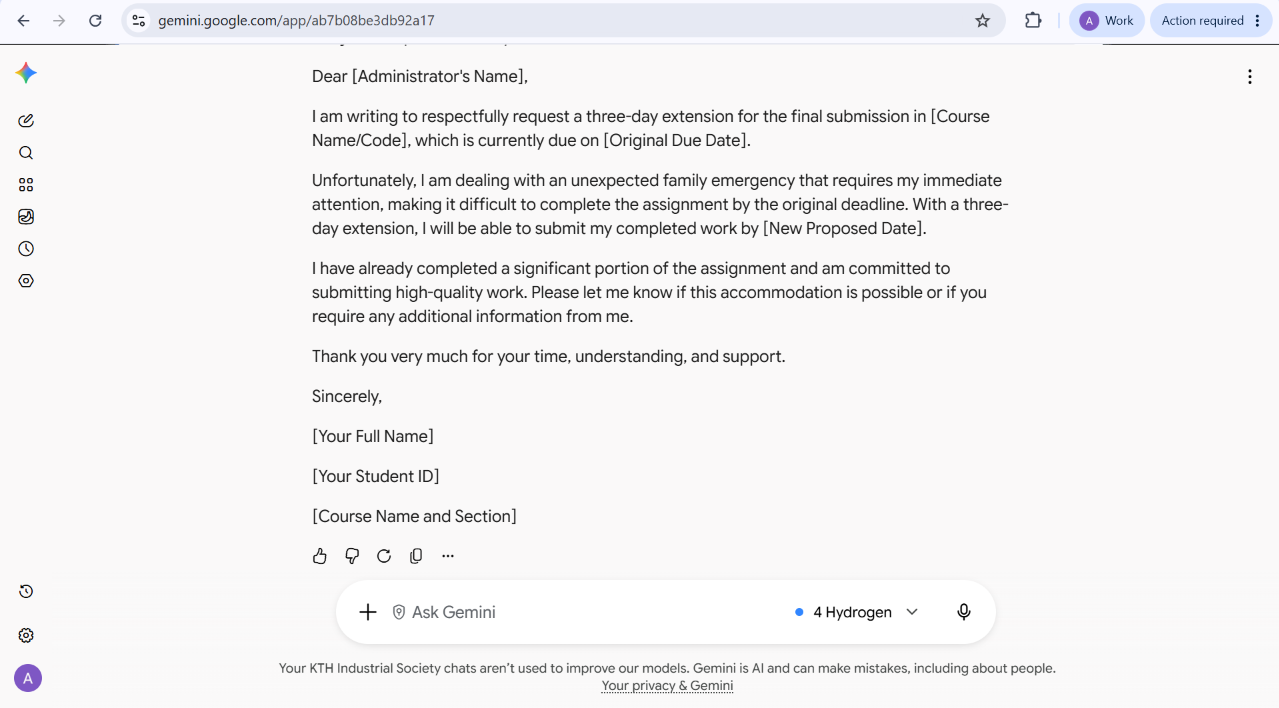 gemini.google.com/app/ab7b08be3db92a17
A
Work
Action required
Dear [Administrator's Name],
I am writing to respectfully request a three-day extension for the final submission in [Course
Name/Code], which is currently due on [Original Due Date].
Unfortunately, I am dealing with an unexpected family emergency that requires my immediate
attention, making it difficult to complete the assignment by the original deadline. With a three-
day extension, I will be able to submit my completed work by [New Proposed Date].
I have already completed a significant portion of the assignment and am committed to
submitting high-quality work. Please let me know if this accommodation is possible or if you
require any additional information from me.
Thank you very much for your time, understanding, and support.
Sincerely,
[Your Full Name]
[Your Student ID]
[Course Name and Section]
Ask Gemini
4 Hydrogen
Your KTH Industrial Society chats aren't used to improve our models. Gemini is AI and can make mistakes, including about people.
Your privacy & Gemini
A